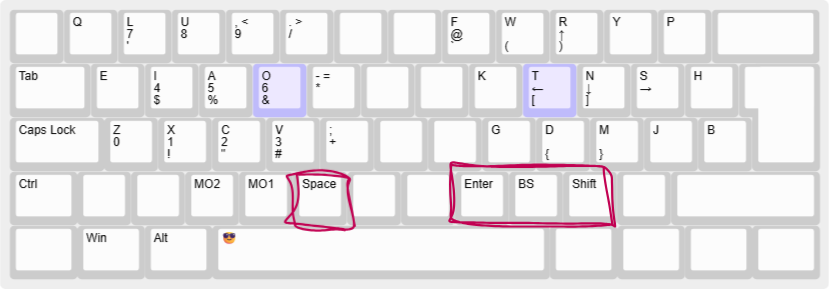 Q L U , < . > F W R Y P
7 8 9 / @ ↑
' ` ( )
Tab E I A O - = K T N S H
4 5 6 * ← ↓ →
$ % & [ ]
Caps Lock Z X C V ; G D M J B
0 1 2 3 +
! " # { }
Ctrl MO2 MO1 Space Enter BS Shift
Win Alt 😎